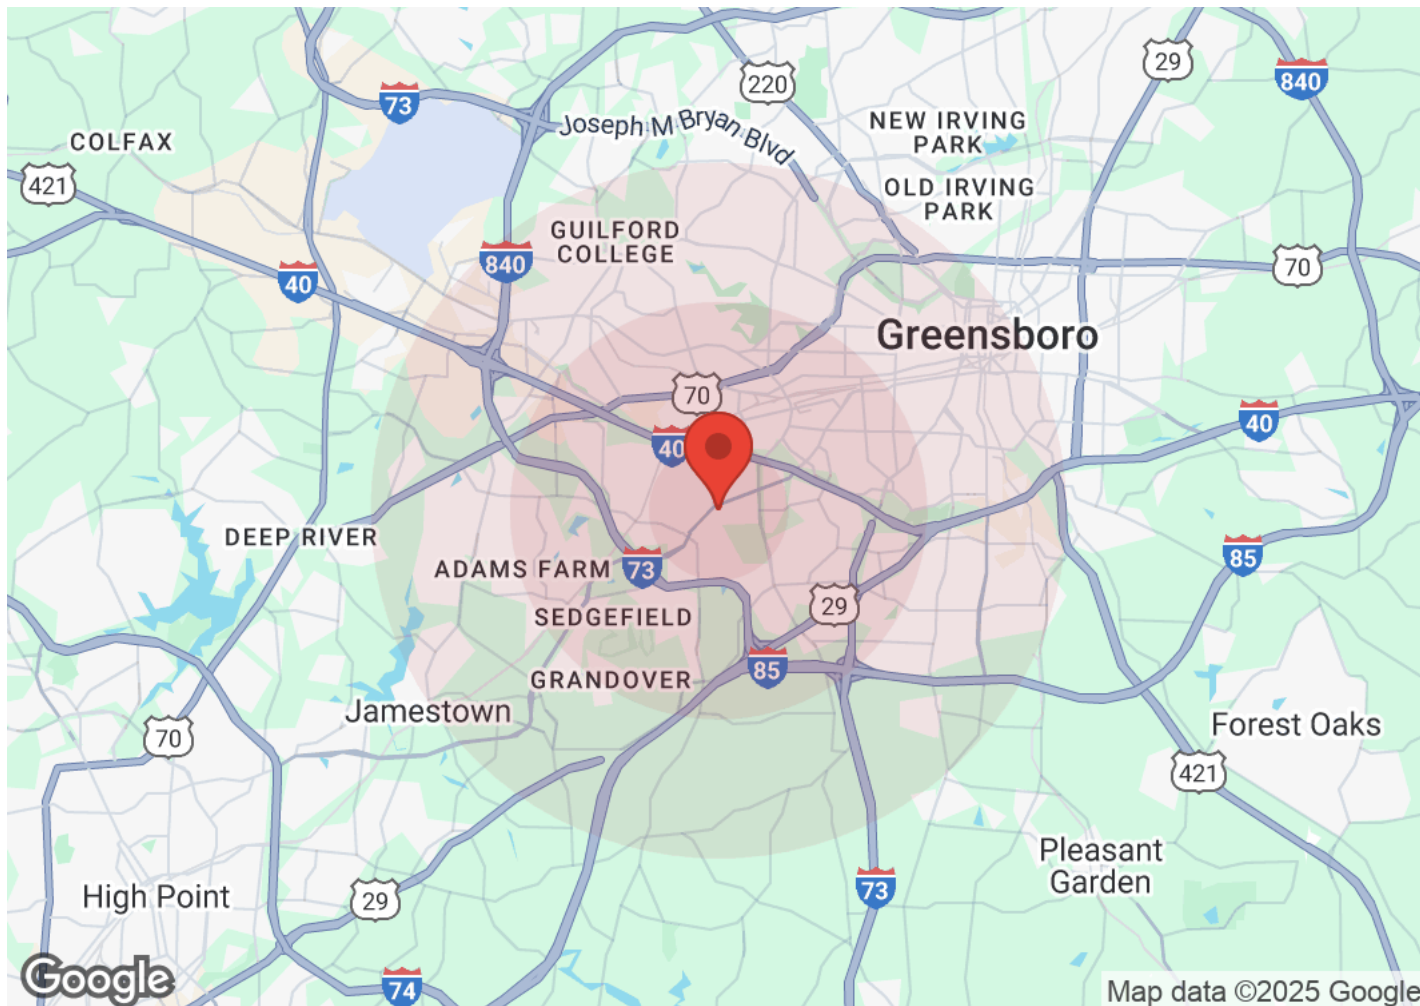 29
220
840
73
Joseph M Bryan Blvd
NEW IRVING
PARK
COLFAX
421
OLD IRVING
PARK
GUILFORD
COLLEGE
840
70
40
Greensboro
70
40
40
DEEP RIVER
ADAMS FARM
73
85
SEDGEFIELD
29
GRANDOVER
85
Jamestown
70
Forest Oaks
421
Pleasant
Garden
High Point
29
73
Google
74
Map data ©2025 Google